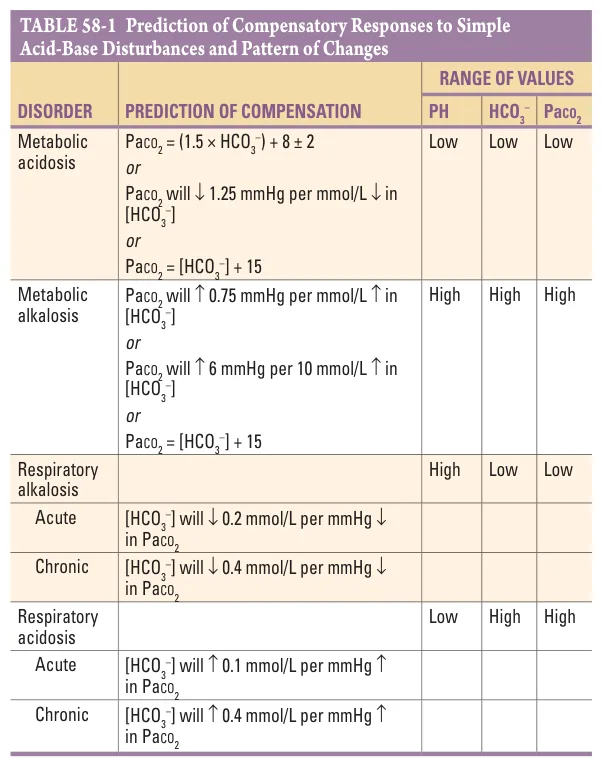 TABLE 58-1 Prediction of Compensatory Responses to Simple
Acid-Base Disturbances and Pattern of Changes
RANGE OF VALUES
DISORDER PREDICTION OF COMPENSATION PH HCO₃⁻ PaCO₂
Metabolic acidosis PaCO₂ = (1.5 × HCO₃⁻) + 8 ± 2 Low Low Low
or
PaCO₂ will ↓ 1.25 mmHg per mmol/L ↓ in
[HCO₃⁻]
or
PaCO₂ = [HCO₃⁻] + 15
Metabolic alkalosis PaCO₂ will ↑ 0.75 mmHg per mmol/L ↑ in High High High
[HCO₃⁻]
or
PaCO₂ will ↑ 6 mmHg per 10 mmol/L ↑ in
[HCO₃⁻]
or
PaCO₂ = [HCO₃⁻] + 15
Respiratory alkalosis High Low Low
Acute [HCO₃⁻] will ↓ 0.2 mmol/L per mmHg ↓
in PaCO₂
Chronic [HCO₃⁻] will ↓ 0.4 mmol/L per mmHg ↓
in PaCO₂
Respiratory acidosis Low High High
Acute [HCO₃⁻] will ↑ 0.1 mmol/L per mmHg ↑
in PaCO₂
Chronic [HCO₃⁻] will ↑ 0.4 mmol/L per mmHg ↑
in PaCO₂